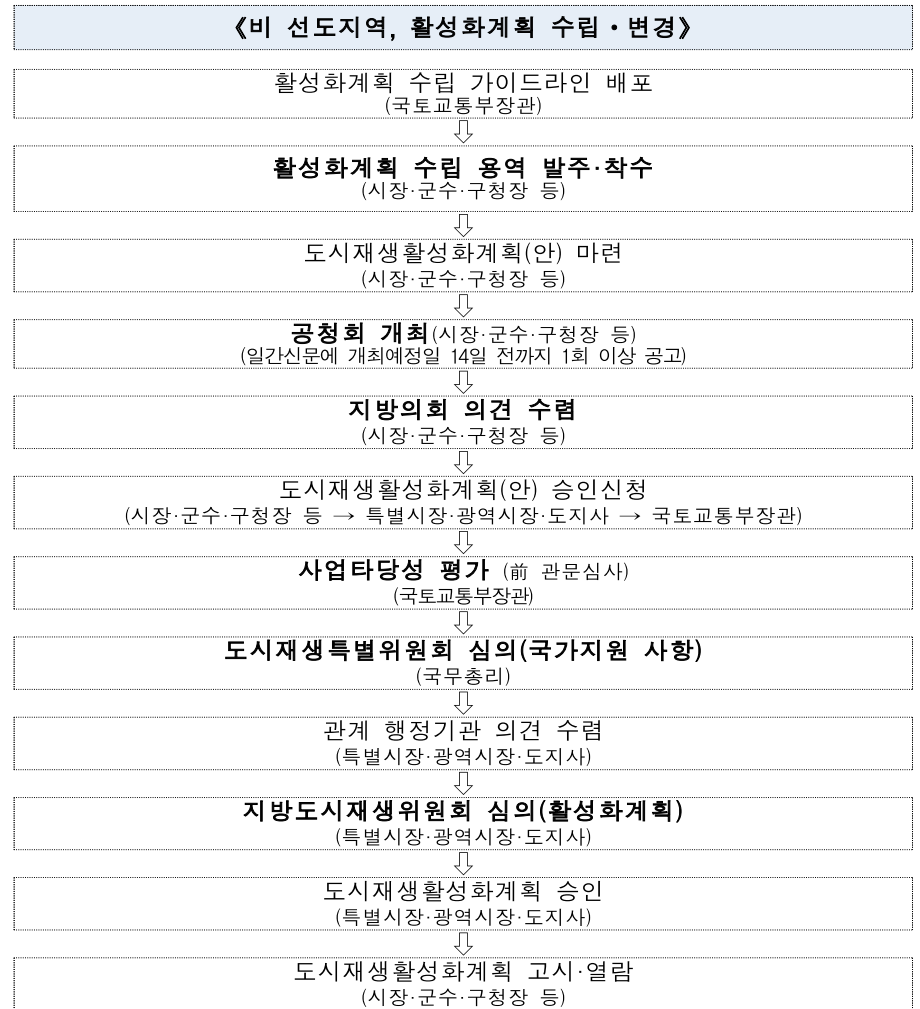 《비 선도지역, 활성화계획 수립・변경》
활성화계획 수립 가이드라인 배포
(국토교통부장관)
활성화계획 수립 용역 발주·착수
(시장·군수·구청장 등)
도시재생활성화계획(안) 마련
(시장·군수·구청장 등)
공청회 개최(시장·군수·구청장 등)
(일간신문에 개최예정일 14일 전까지 1회 이상 공고)
지방의회 의견 수렴
(시장·군수·구청장 등)
도시재생활성화계획(안) 승인신청
(시장·군수·구청장 등 → 특별시장·광역시장·도지사 → 국토교통부장관)
사업타당성 평가 (前 관문심사)
(국토교통부장관)
도시재생특별위원회 심의(국가지원 사항)
(국무총리)
관계 행정기관 의견 수렴
(특별시장·광역시장·도지사)
지방도시재생위원회 심의(활성화계획)
(특별시장·광역시장·도지사)
도시재생활성화계획 승인
(특별시장·광역시장·도지사)
도시재생활성화계획 고시·열람
(시장·군수·구청장 등)